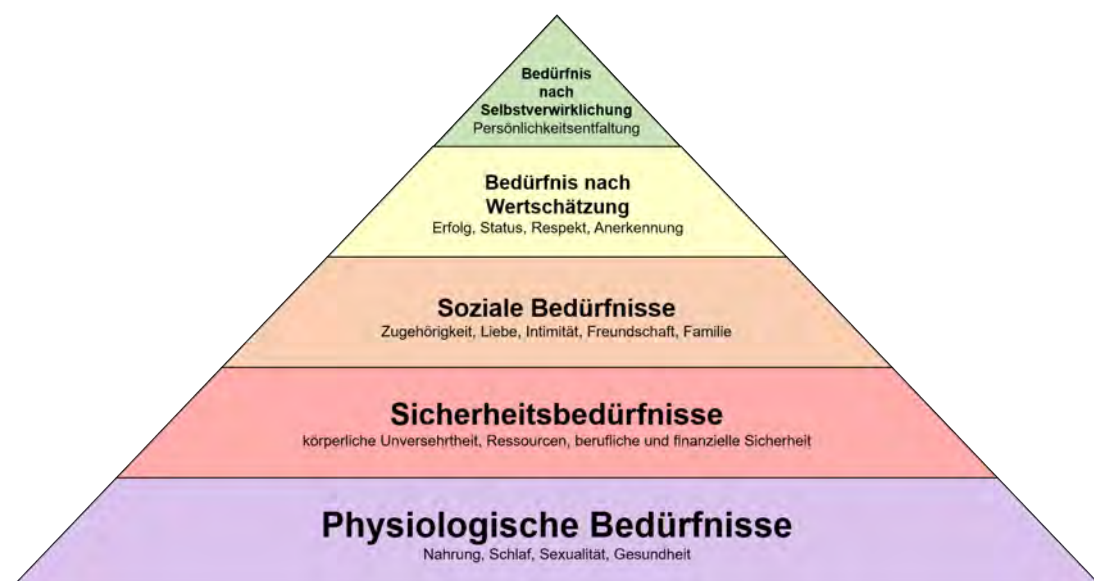 Bedürfnis
nach
Selbstverwirklichung
Persönlichkeitsentfaltung
Bedürfnis nach
Wertschätzung
Erfolg, Status, Respekt, Anerkennung
Soziale Bedürfnisse
Zugehörigkeit, Liebe, Intimität, Freundschaft, Familie
Sicherheitsbedürfnisse
körperliche Unversehrtheit, Ressourcen, berufliche und finanzielle Sicherheit
Physiologische Bedürfnisse
Nahrung, Schlaf, Sexualität, Gesundheit